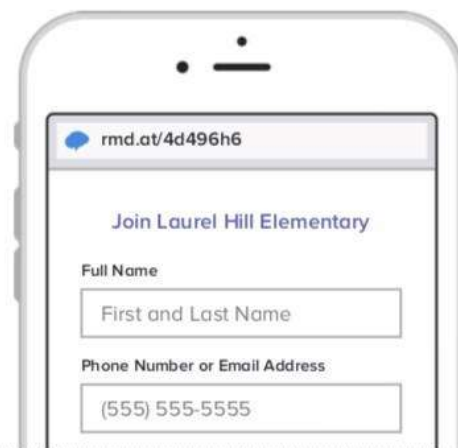 rmd.at/4d496h6
Join Laurel Hill Elementary
Full Name
First and Last Name
Phone Number or Email Address
(555) 555-5555